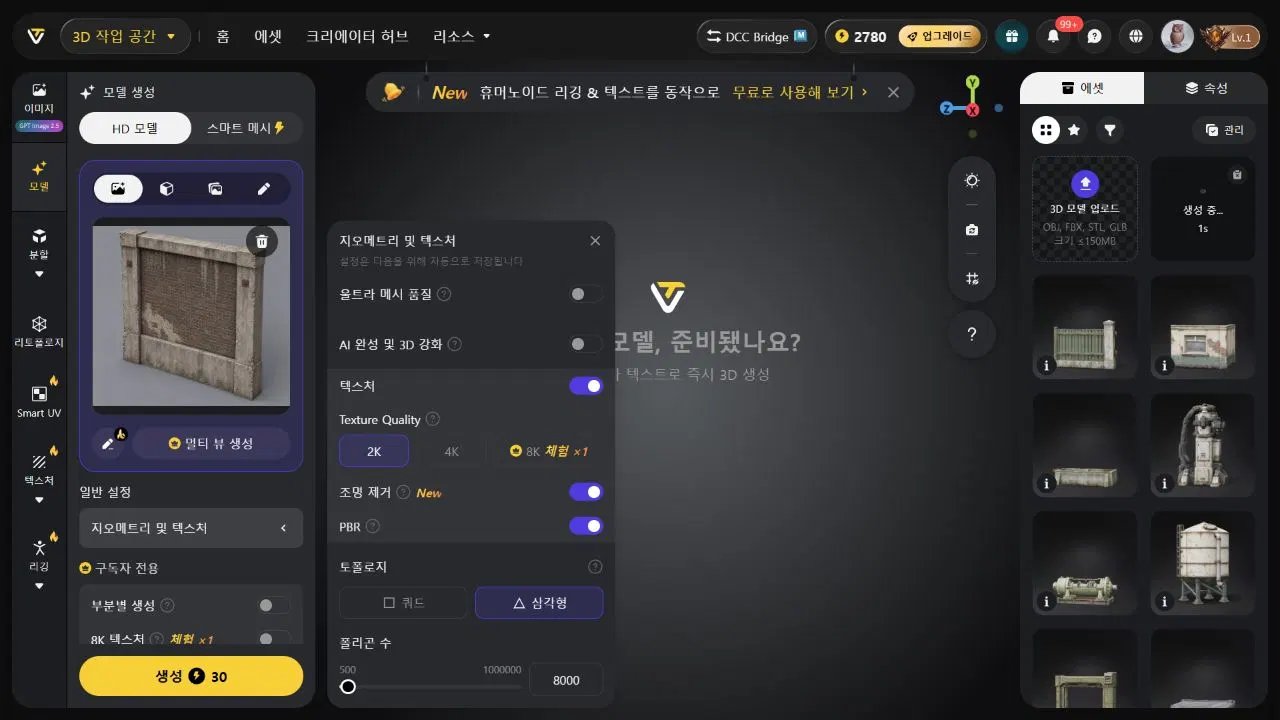 3D 작업 공간
홈
에셋
크리에이터 허브
리소스
DCC Bridge
2780
업그레이드
99+
Lv.1
이미지
GPT Image 2.5
모델
분할
리토폴로지
Smart UV
텍스처
리깅
모델 생성
HD 모델
스마트 메시
멀티 뷰 생성
일반 설정
지오메트리 및 텍스처
구독자 전용
부분별 생성
8K 텍스처 체험 ×1
생성 30
New 휴머노이드 리깅 & 텍스트를 동작으로 무료로 사용해 보기
지오메트리 및 텍스처
설정은 다음을 위해 자동으로 저장됩니다
울트라 메시 품질
AI 완성 및 3D 강화
텍스처
Texture Quality
2K
4K
8K 체험 ×1
조명 제거 New
PBR
토폴로지
쿼드
삼각형
폴리곤 수
500
1000000
8000
모델, 준비됐나요?
텍스트로 즉시 3D 생성
Y
Z
X
?
에셋
속성
관리
3D 모델 업로드
OBJ, FBX, STL, GLB
크기 ≤150MB
생성 중...
1s